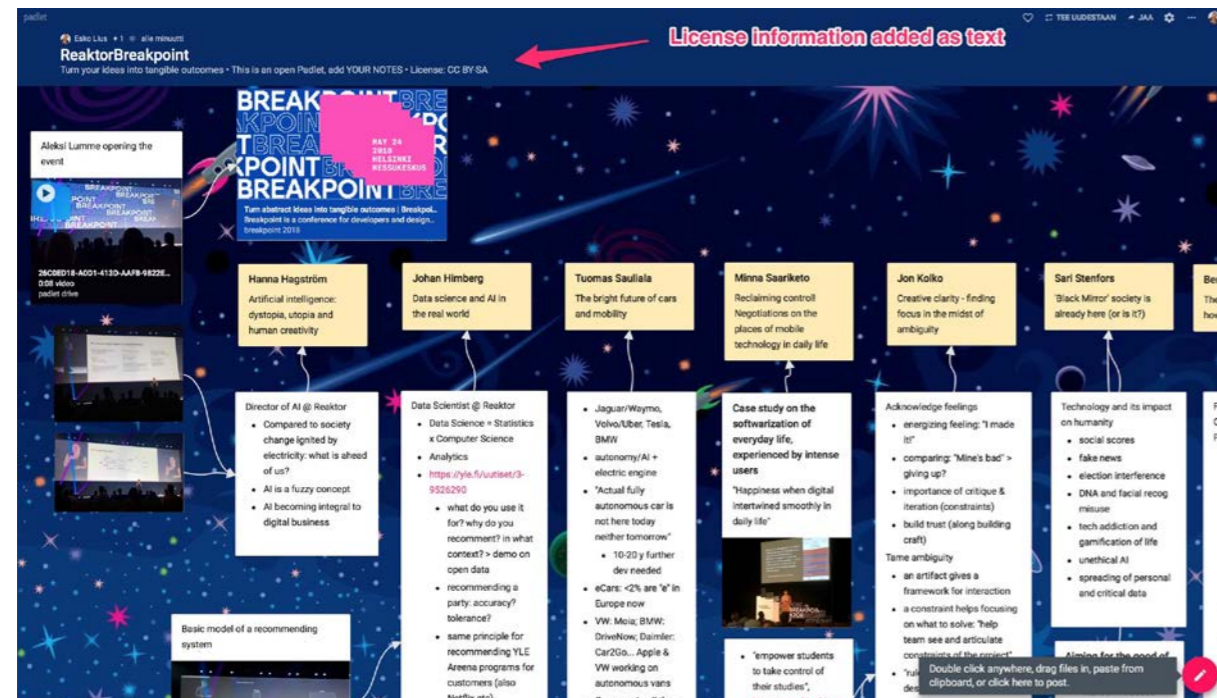 padlet
TEE UUDESTAAN
JAA
Esko Lius +1 alle minuutti
ReaktorBreakpoint
Turn your ideas into tangible outcomes • This is an open Padlet, add YOUR NOTES • License: CC BY-SA
License information added as text
Aleksi Lumme opening the
event
26C0ED18-A0D1-413D-AAFB-9822E...
0:08 video
padlet drive
BREAKPOINT
MAY 24
2018
HELSINKI
MESSUKESKUS
BREAKPOINT
Turn abstract ideas into tangible outcomes | Breakpoi...
Breakpoint is a conference for developers and design...
breakpoint 2018
Hanna Hagström
Artificial intelligence:
dystopia, utopia and
human creativity
Director of AI @ Reaktor
• Compared to society
change ignited by
electricity: what is ahead
of us?
• AI is a fuzzy concept
• AI becoming integral to
digital business
Basic model of a recommending
system
Johan Himberg
Data science and AI in
the real world
Data Scientist @ Reaktor
• Data Science = Statistics
x Computer Science
• Analytics
• https://yle.fi/uutiset/3-
9526290
• what do you use it
for? why do you
recomment? in what
context? > demo on
open data
• recommending a
party: accuracy?
tolerance?
• same principle for
recommending YLE
Areena programs for
customers (also
Netflix etc)
Tuomas Sauliala
The bright future of cars
and mobility
• Jaguar/Waymo,
Volvo/Uber, Tesla,
BMW
• autonomy/AI +
electric engine
• "Actual fully
autonomous car is
not here today
neither tomorrow"
• 10-20 y further
dev needed
• eCars: <2% are "e" in
Europe now
• VW: Moia; BMW:
DriveNow; Daimler:
Car2Go... Apple &
VW working on
autonomous vans
Minna Saariketo
Reclaiming control!
Negotiations on the
places of mobile
technology in daily life
Case study on the
softwarization of
everyday life,
experienced by intense
users
"Happiness when digital
intertwined smoothly in
daily life"
• "empower students
to take control of
their studies",
Jon Kolko
Creative clarity - finding
focus in the midst of
ambiguity
Acknowledge feelings
• energizing feeling: "I made
it!"
• comparing: "Mine's bad" >
giving up?
• importance of critique &
iteration (constraints)
• build trust (along building
craft)
Tame ambiguity
• an artifact gives a
framework for interaction
• a constraint helps focusing
on what to solve: "help
team see and articulate
constraints of the project"
Sari Stenfors
'Black Mirror' society is
already here (or is it?)
Technology and its impact
on humanity
• social scores
• fake news
• election interference
• DNA and facial recog
misuse
• tech addiction and
gamification of life
• unethical AI
• spreading of personal
and critical data
Aiming for the good of
Double click anywhere, drag files in, paste from
clipboard, or click here to post.